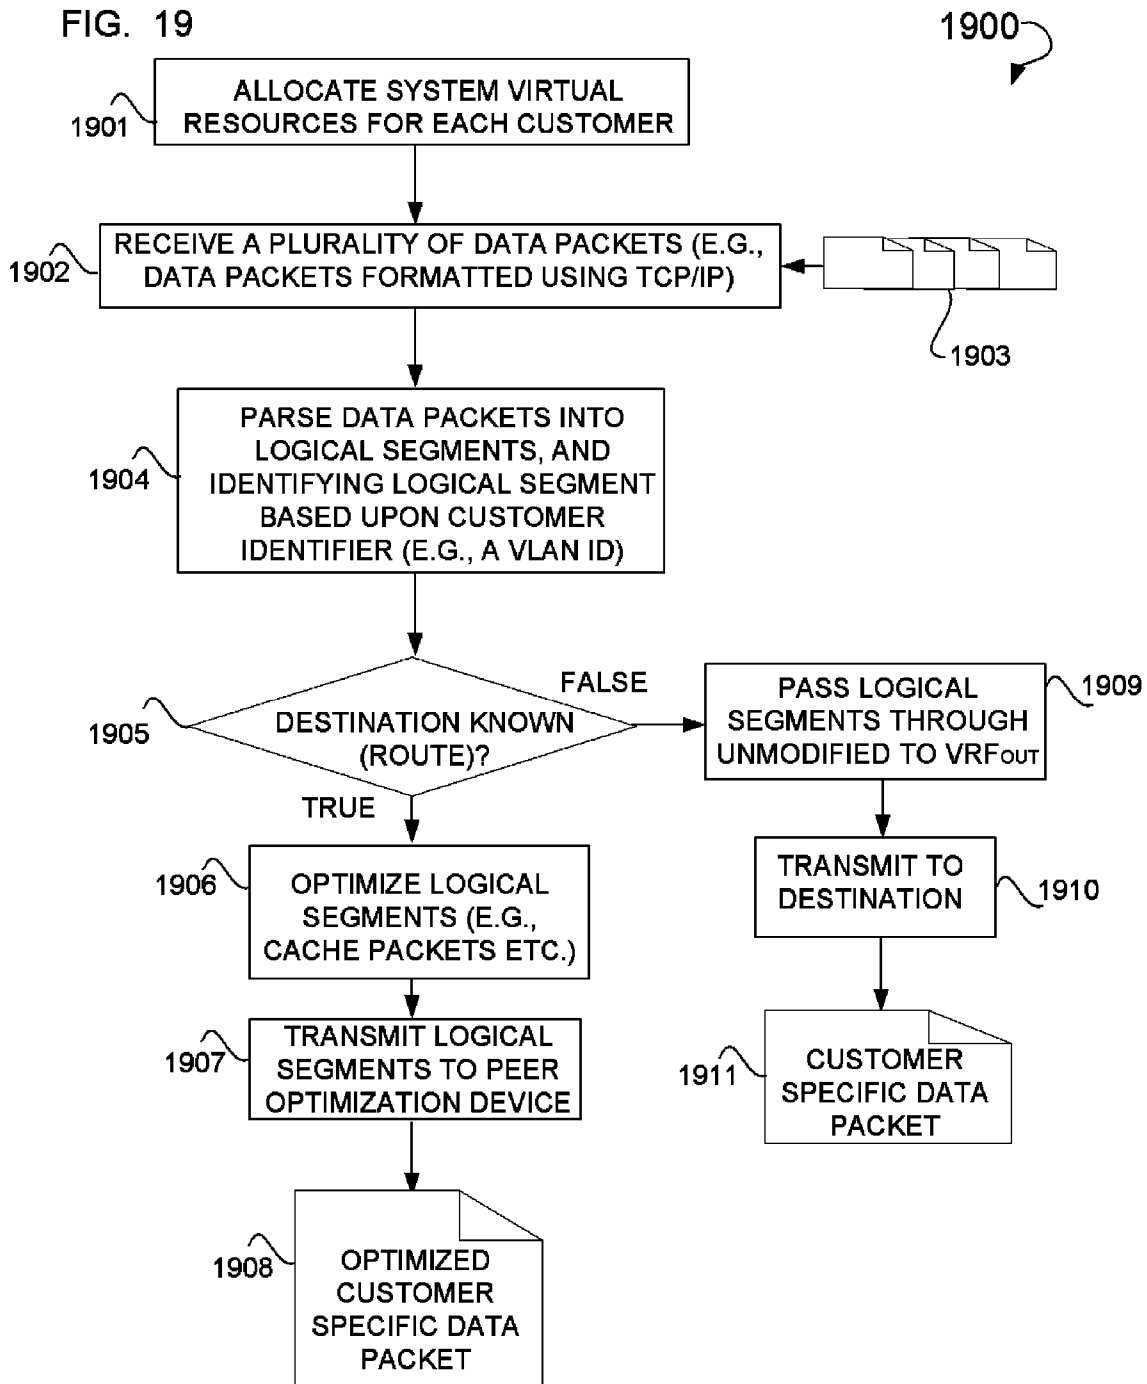 FIG. 19
1900
ALLOCATE SYSTEM VIRTUAL
RESOURCES FOR EACH CUSTOMER
1901
RECEIVE A PLURALITY OF DATA PACKETS (E.G.,
DATA PACKETS FORMATTED USING TCP/IP)
1902
1903
PARSE DATA PACKETS INTO
LOGICAL SEGMENTS, AND
IDENTIFYING LOGICAL SEGMENT
BASED UPON CUSTOMER
IDENTIFIER (E.G., A VLAN ID)
1904
DESTINATION KNOWN
(ROUTE)?
1905
FALSE
TRUE
PASS LOGICAL
SEGMENTS THROUGH
UNMODIFIED TO VRFOUT
1909
OPTIMIZE LOGICAL
SEGMENTS (E.G.,
CACHE PACKETS ETC.)
1906
TRANSMIT TO
DESTINATION
1910
TRANSMIT LOGICAL
SEGMENTS TO PEER
OPTIMIZATION DEVICE
1907
CUSTOMER
SPECIFIC DATA
PACKET
1911
OPTIMIZED
CUSTOMER
SPECIFIC DATA
PACKET
1908